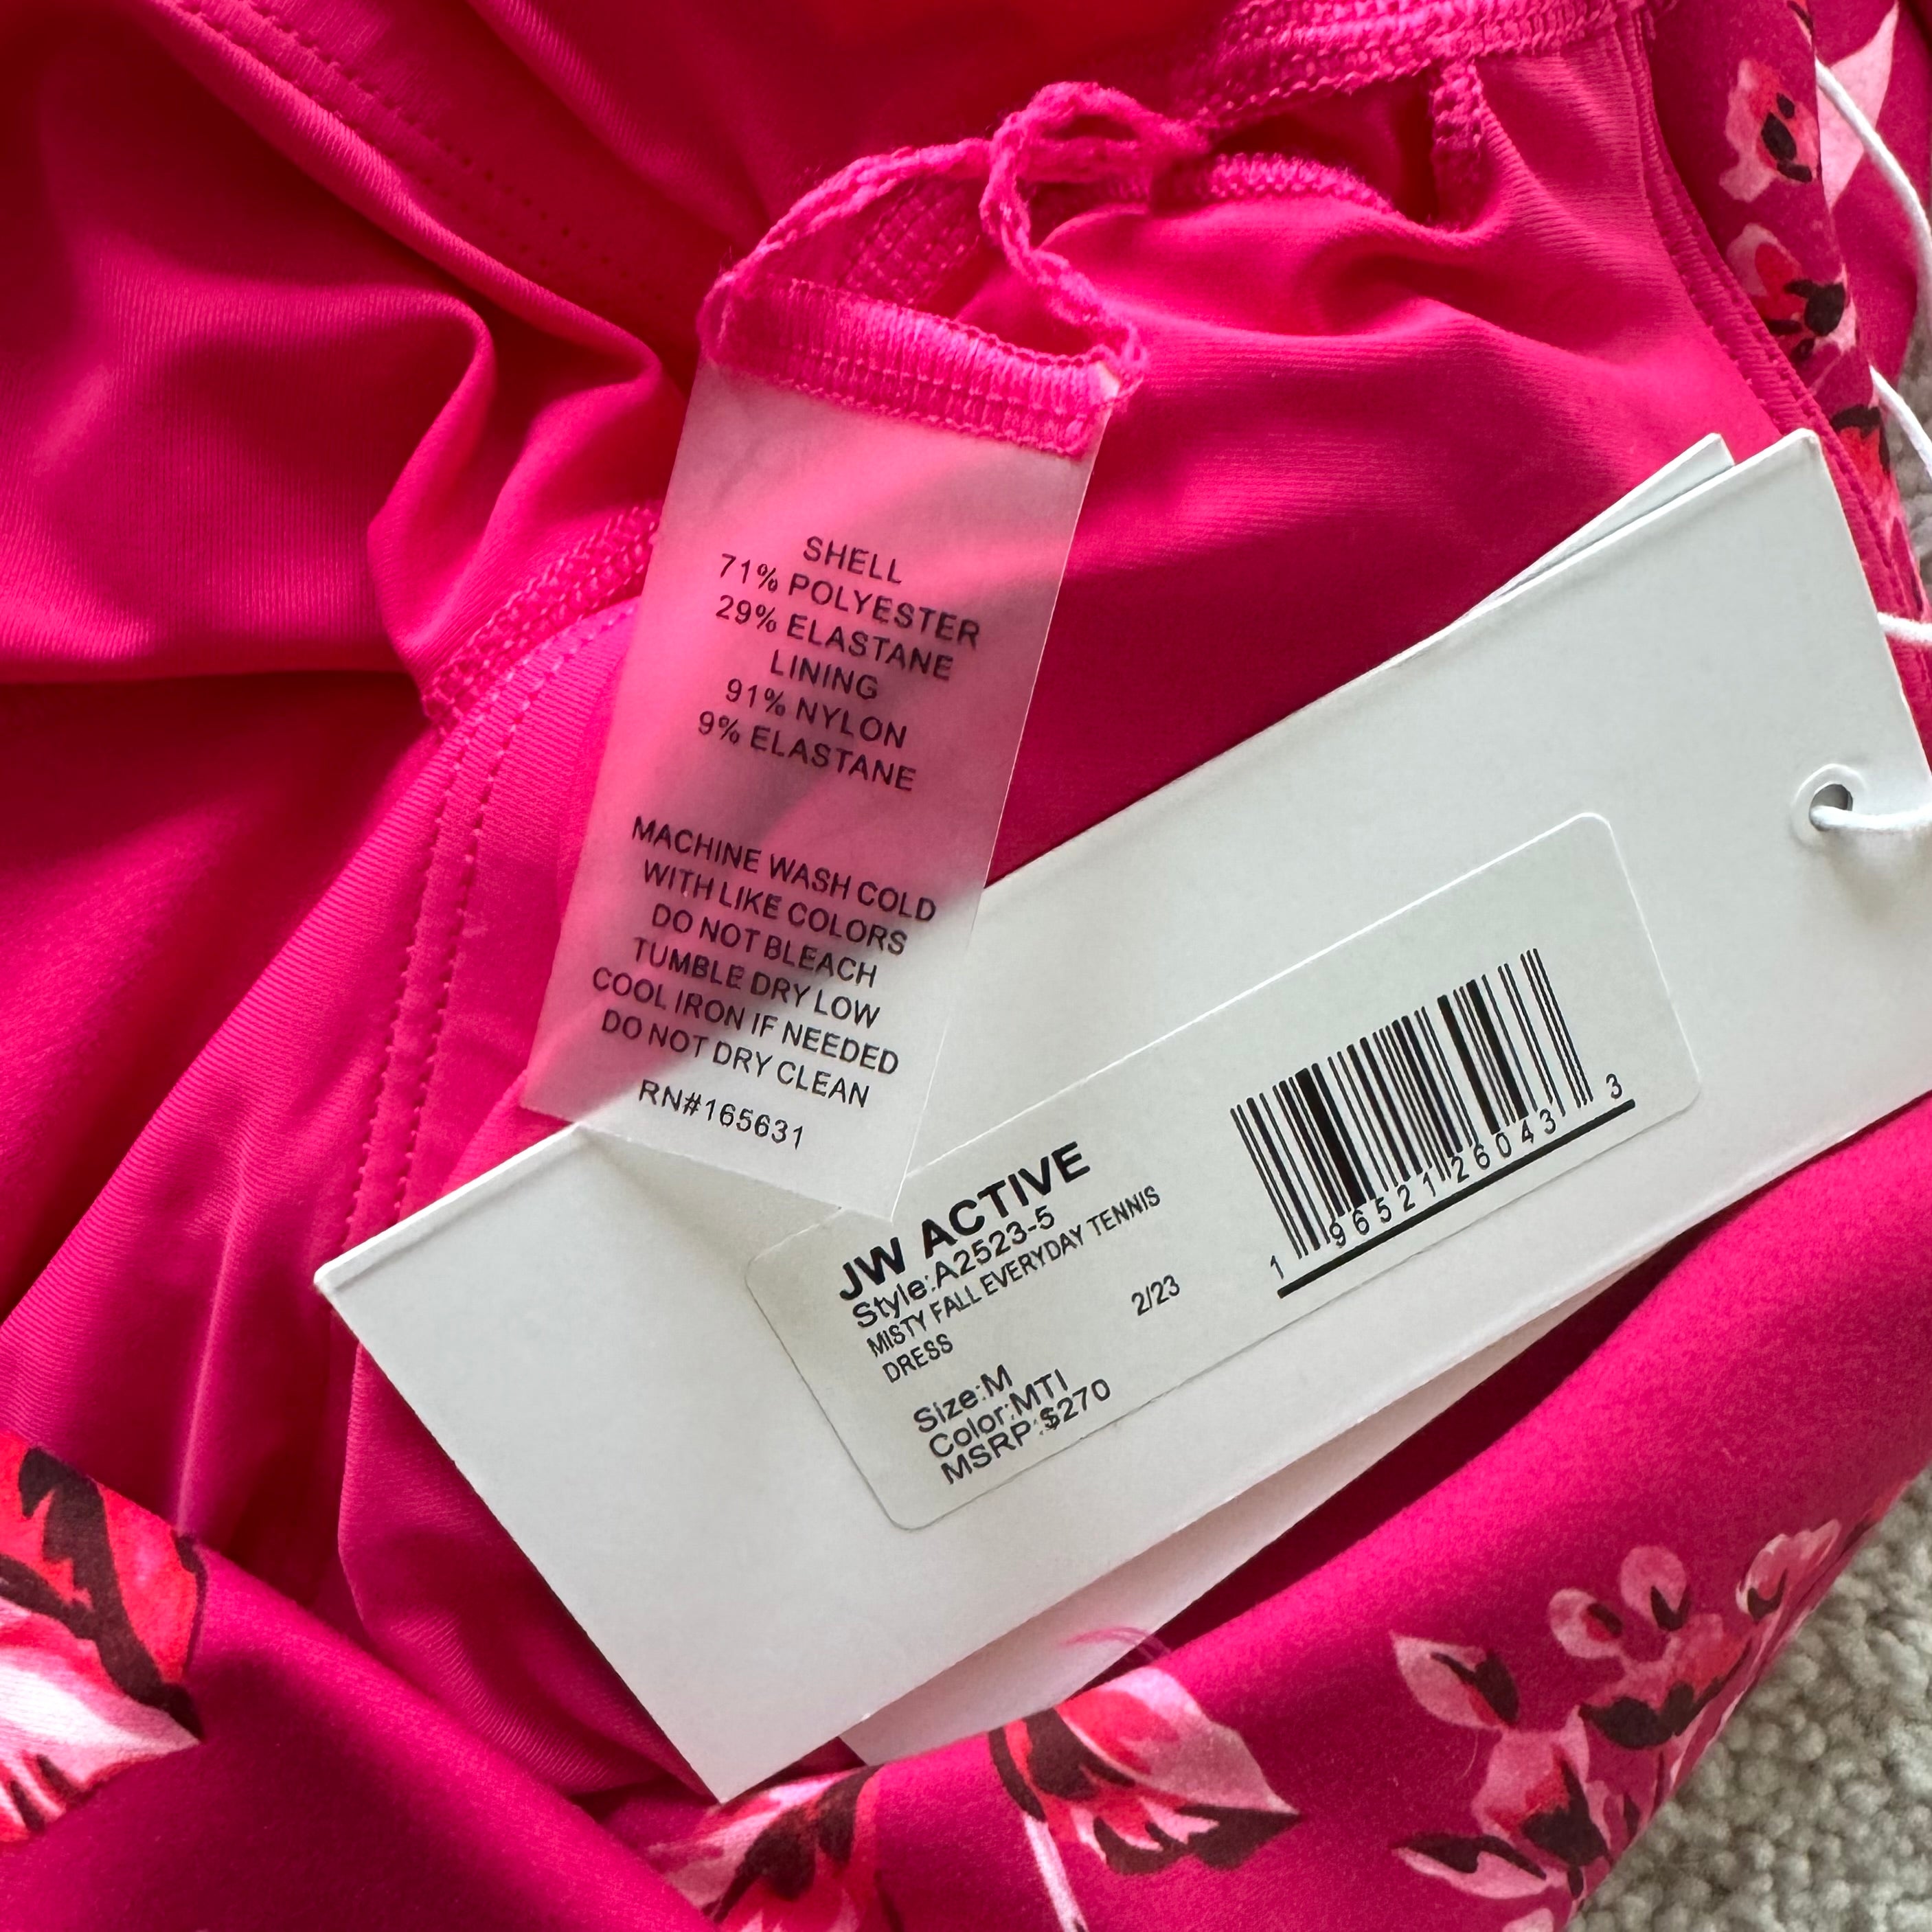 SHELL
71% POLYESTER
29% ELASTANE
LINING
91% NYLON
9% ELASTANE
MACHINE WASH COLD
WITH LIKE COLORS
DO NOT BLEACH
TUMBLE DRY LOW
COOL IRON IF NEEDED
DO NOT DRY CLEAN
RN#165631
JW ACTIVE
Style:A2523-5
MISTY FALL EVERYDAY TENNIS
DRESS
2/23
Size:M
Color:MTI
MSRP:$270
1 96521 26043 3